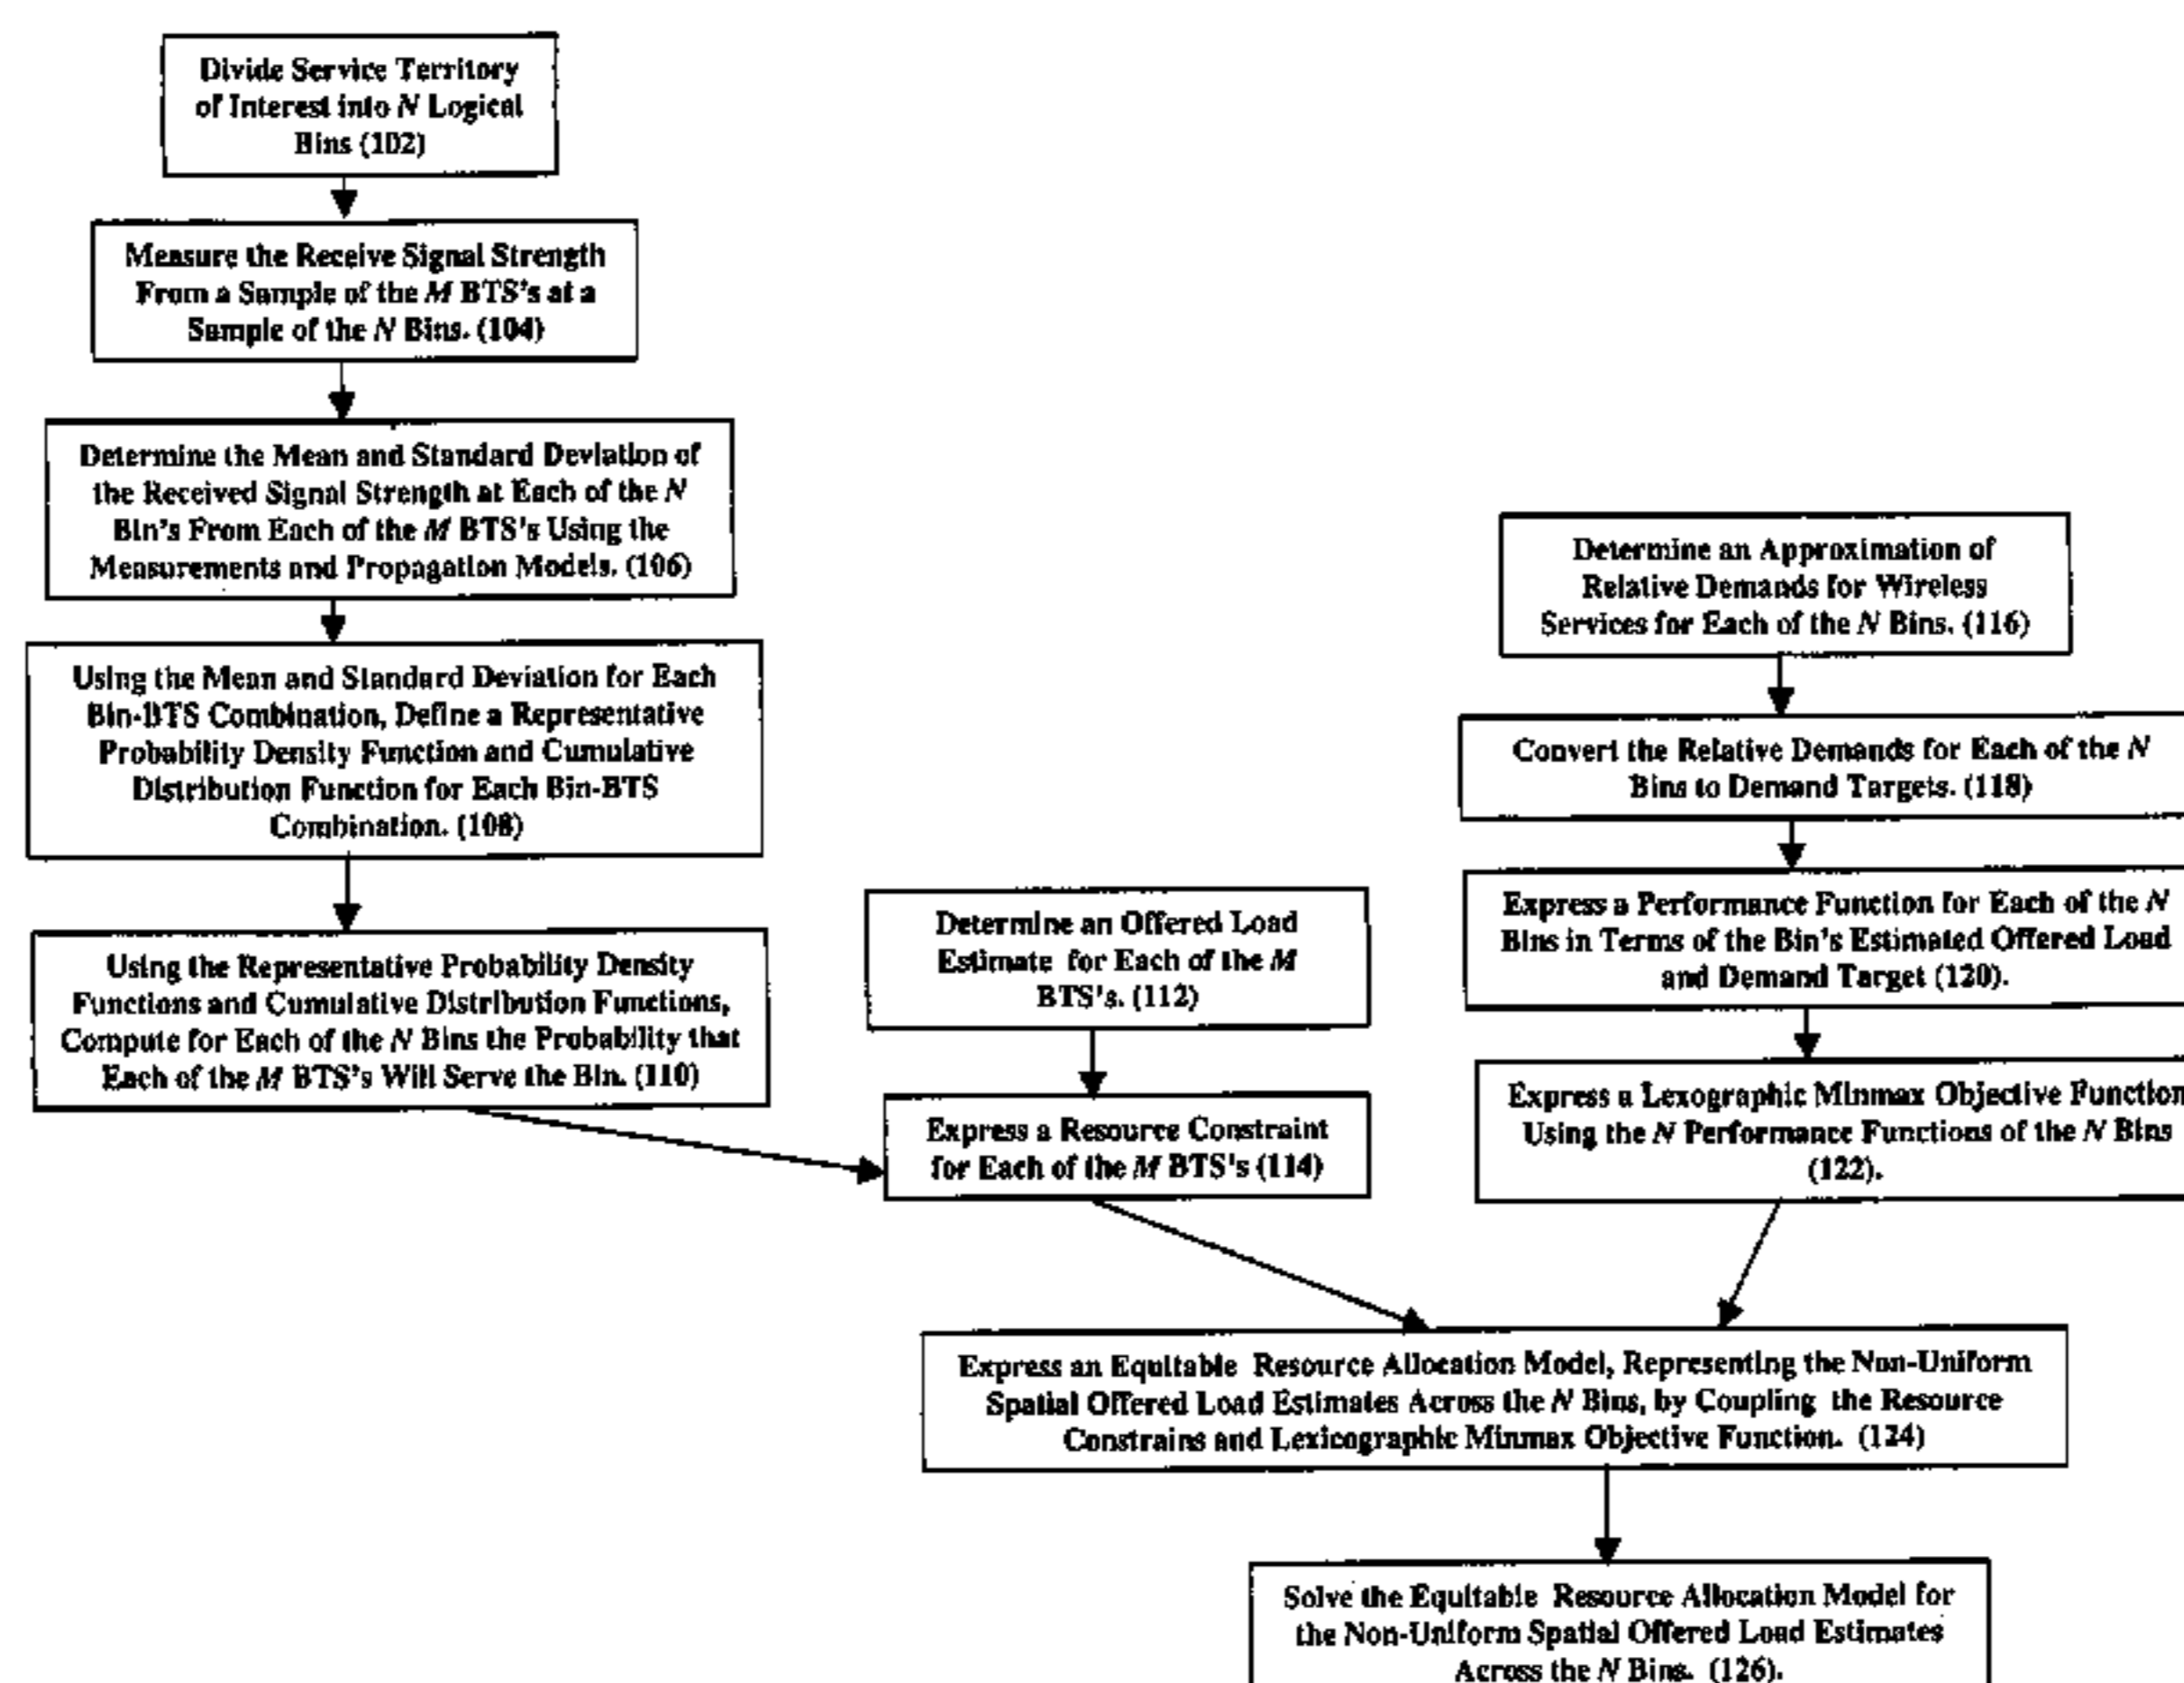 Divide Service Territory
of Interest into N Logical
Bins (102)
Measure the Receive Signal Strength
From a Sample of the M BTS's at a
Sample of the N Bins. (104)
Determine the Mean and Standard Deviation of
the Received Signal Strength at Each of the N
Bin's From Each of the M BTS's Using the
Measurements and Propagation Models. (106)
Using the Mean and Standard Deviation for Each
Bin-BTS Combination, Define a Representative
Probability Density Function and Cumulative
Distribution Function for Each Bin-BTS
Combination. (108)
Using the Representative Probability Density
Functions and Cumulative Distribution Functions,
Compute for Each of the N Bins the Probability that
Each of the M BTS's Will Serve the Bin. (110)
Determine an Offered Load
Estimate for Each of the M
BTS's. (112)
Express a Resource Constraint
for Each of the M BTS's (114)
Determine an Approximation of
Relative Demands for Wireless
Services for Each of the N Bins. (116)
Convert the Relative Demands for Each of the N
Bins to Demand Targets. (118)
Express a Performance Function for Each of the N
Bins in Terms of the Bin's Estimated Offered Load
and Demand Target (120).
Express a Lexographic Minmax Objective Function
Using the N Performance Functions of the N Bins
(122).
Express an Equitable Resource Allocation Model, Representing the Non-Uniform
Spatial Offered Load Estimates Across the N Bins, by Coupling the Resource
Constrains and Lexicographic Minmax Objective Function. (124)
Solve the Equitable Resource Allocation Model for
the Non-Uniform Spatial Offered Load Estimates
Across the N Bins. (126).